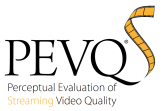 PEVQ
Perceptual Evaluation of
Streaming Video Quality